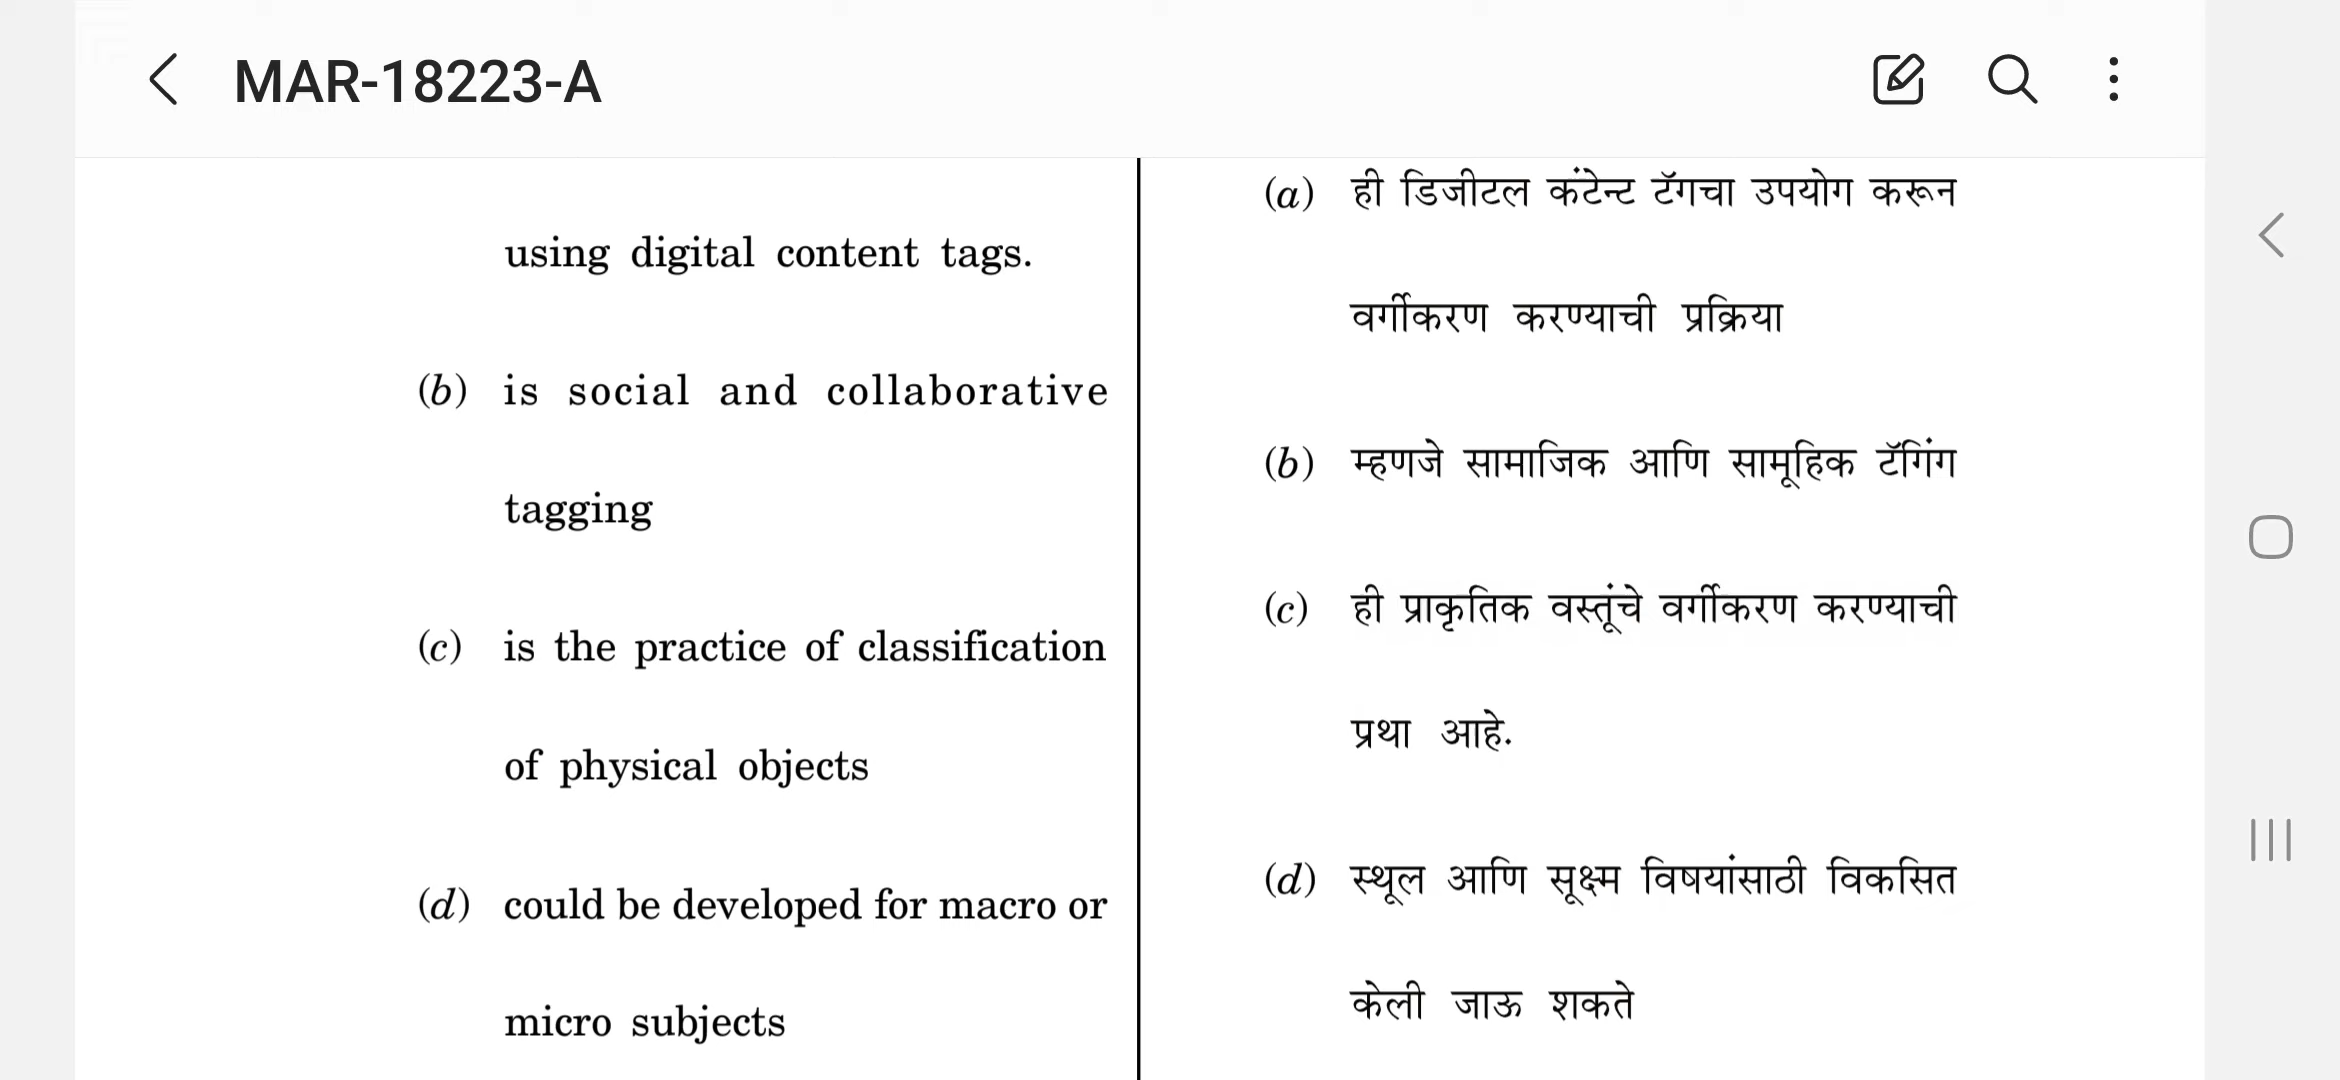 MAR-18223-A
using digital content tags.
(b) is social and collaborative
tagging
(c) is the practice of classification
of physical objects
(d) could be developed for macro or
micro subjects
(a) ही डिजीटल कंटेन्ट टॅगचा उपयोग करून
वर्गीकरण करण्याची प्रक्रिया
(b) म्हणजे सामाजिक आणि सामूहिक टॅगिंग
(c) ही प्राकृतिक वस्तूंचे वर्गीकरण करण्याची
प्रथा आहे.
(d) स्थूल आणि सूक्ष्म विषयांसाठी विकसित
केली जाऊ शकते